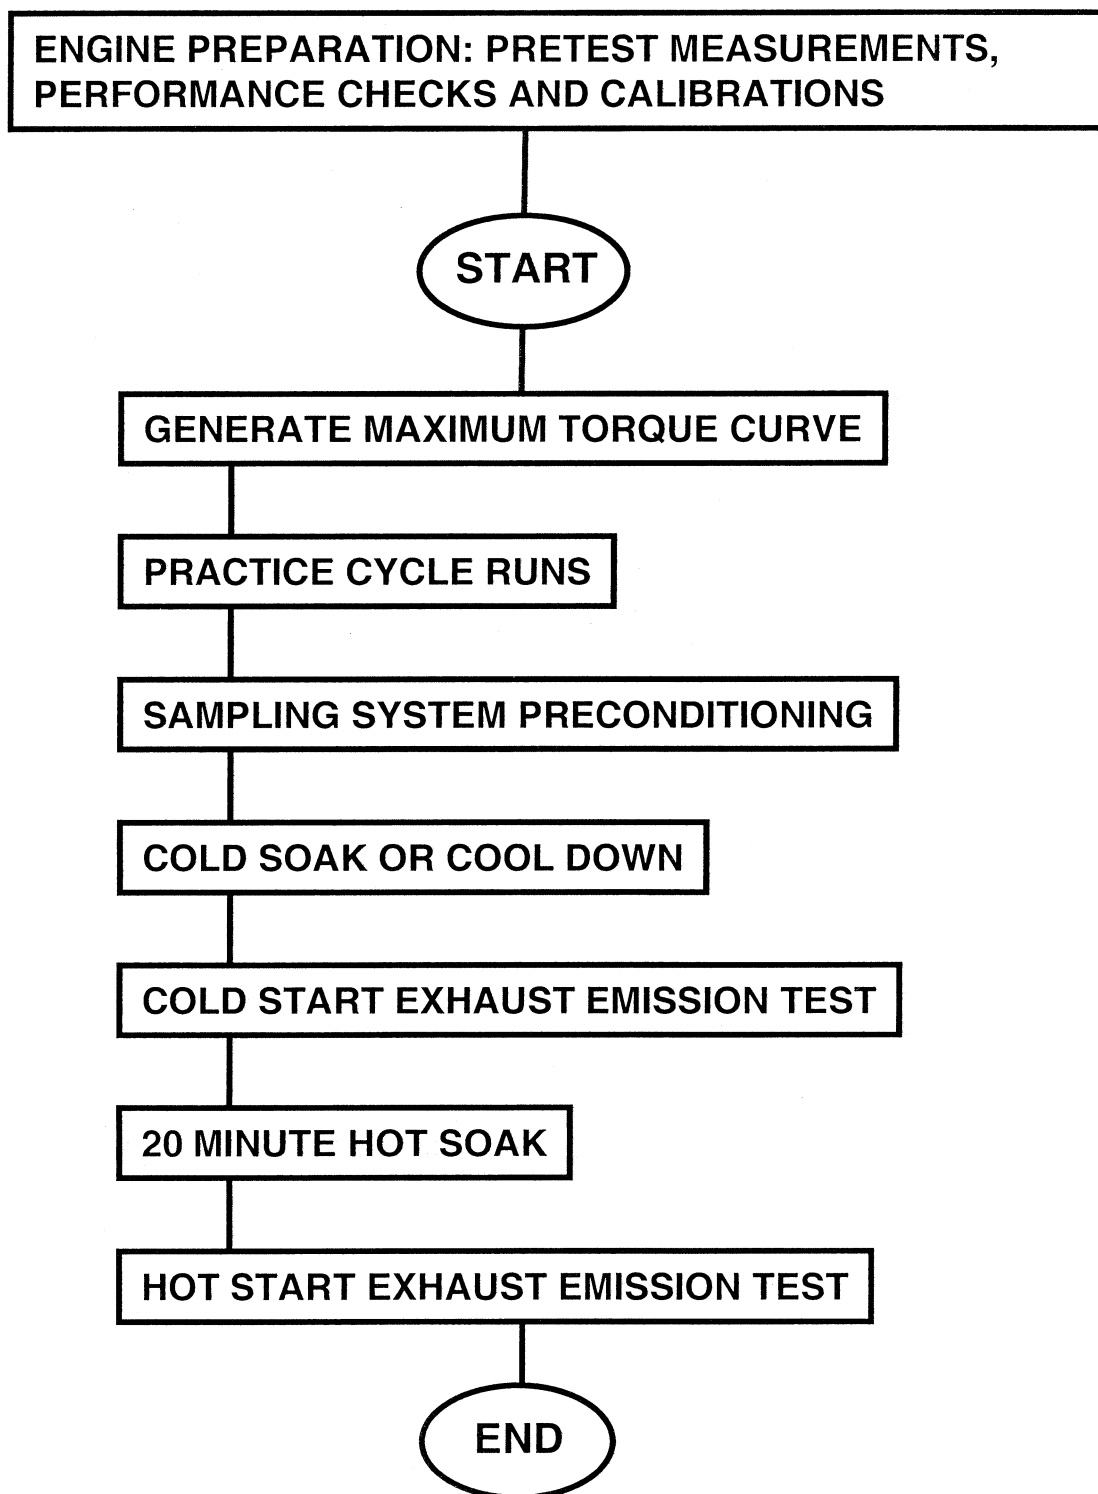 ENGINE PREPARATION: PRETEST MEASUREMENTS,
PERFORMANCE CHECKS AND CALIBRATIONS
START
GENERATE MAXIMUM TORQUE CURVE
PRACTICE CYCLE RUNS
SAMPLING SYSTEM PRECONDITIONING
COLD SOAK OR COOL DOWN
COLD START EXHAUST EMISSION TEST
20 MINUTE HOT SOAK
HOT START EXHAUST EMISSION TEST
END